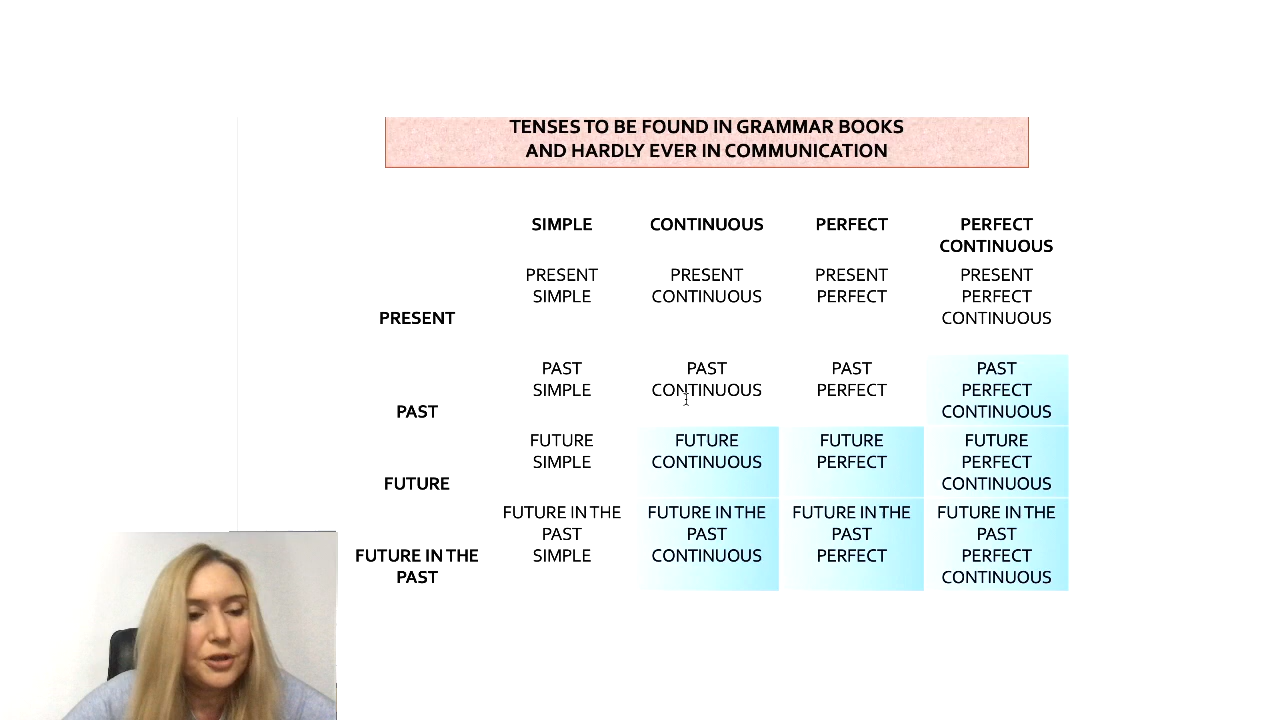 TENSES TO BE FOUND IN GRAMMAR BOOKS
AND HARDLY EVER IN COMMUNICATION
SIMPLE
CONTINUOUS
PERFECT
PERFECT
CONTINUOUS
PRESENT
PRESENT
SIMPLE
PRESENT
CONTINUOUS
PRESENT
PERFECT
PRESENT
PERFECT
CONTINUOUS
PAST
PAST
SIMPLE
PAST
CONTINUOUS
PAST
PERFECT
PAST
PERFECT
CONTINUOUS
FUTURE
FUTURE
SIMPLE
FUTURE
CONTINUOUS
FUTURE
PERFECT
FUTURE
PERFECT
CONTINUOUS
FUTURE IN THE
PAST
FUTURE IN THE
PAST
SIMPLE
FUTURE IN THE
PAST
CONTINUOUS
FUTURE IN THE
PAST
PERFECT
FUTURE IN THE
PAST
PERFECT
CONTINUOUS